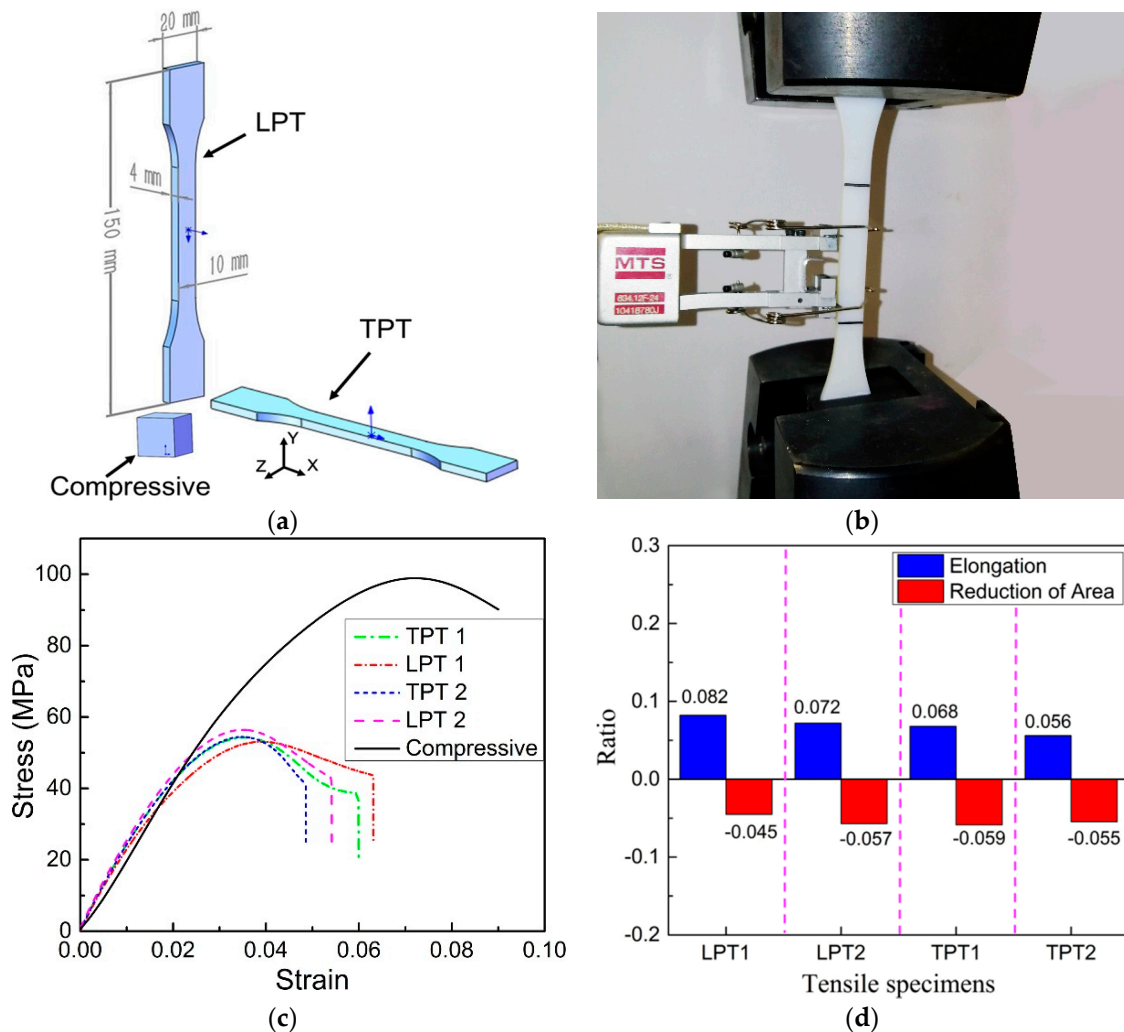 20 mm
LPT
4 mm
150 mm
10 mm
TPT
Y
Z
X
Compressive
(a)
MTS
634.12F-24
10418780J
(b)
Stress (MPa)
100
80
60
40
20
0
TPT 1
LPT 1
TPT 2
LPT 2
Compressive
0.00 0.02 0.04 0.06 0.08 0.10
Strain
(c)
Ratio
0.3
0.2
0.1
0.0
-0.1
-0.2
Elongation
Reduction of Area
0.082
0.072
0.068
0.056
-0.045
-0.057
-0.059
-0.055
LPT1 LPT2 TPT1 TPT2
Tensile specimens
(d)